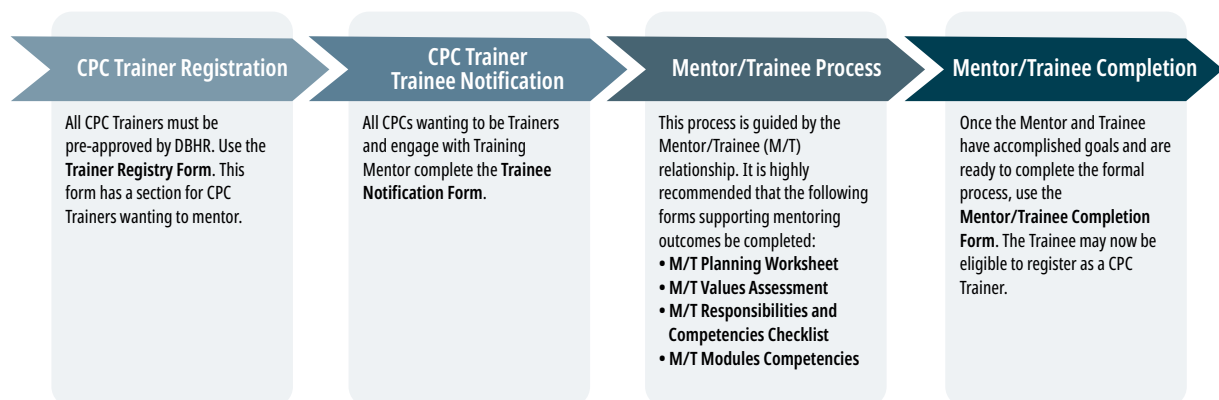 CPC Trainer Registration
All CPC Trainers must be
pre-approved by DBHR. Use the
Trainer Registry Form. This
form has a section for CPC
Trainers wanting to mentor.
CPC Trainer
Trainee Notification
All CPCs wanting to be Trainers
and engage with Training
Mentor complete the Trainee
Notification Form.
Mentor/Trainee Process
This process is guided by the
Mentor/Trainee (M/T)
relationship. It is highly
recommended that the following
forms supporting mentoring
outcomes be completed:
• M/T Planning Worksheet
• M/T Values Assessment
• M/T Responsibilities and
Competencies Checklist
• M/T Modules Competencies
Mentor/Trainee Completion
Once the Mentor and Trainee
have accomplished goals and are
ready to complete the formal
process, use the
Mentor/Trainee Completion
Form. The Trainee may now be
eligible to register as a CPC
Trainer.